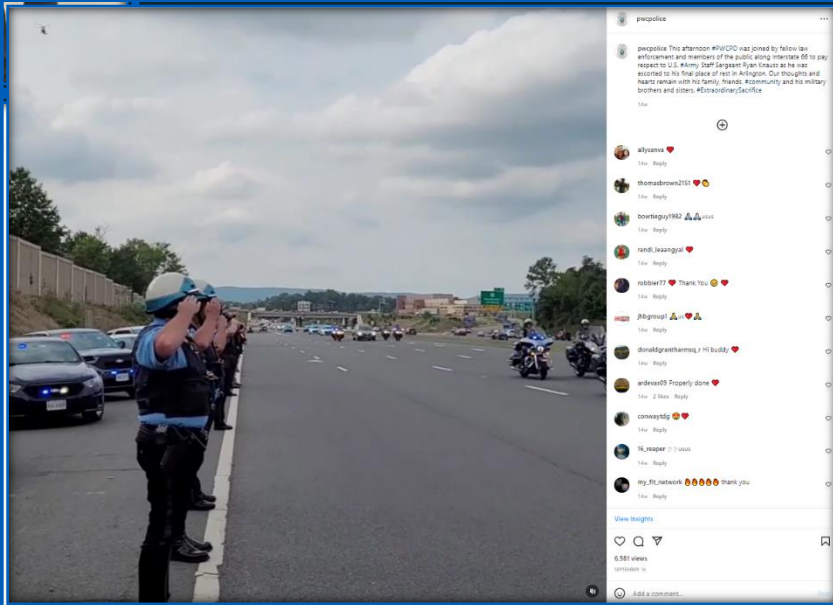 pwcpolice
pwcpolice This afternoon #PWCPD was joined by fellow law
enforcement and members of the public along Interstate 66 to pay
respect to U.S. #Army Staff Sergeant Ryan Knauss as he was
escorted to his final place of rest in Arlington. Our thoughts and
hearts remain with his family, friends, #community and his military
brothers and sisters. #ExtraordinarySacrifice
14w
allysanva ❤️
14w Reply
thomasbrown2151 ❤️👏
14w Reply
bowtieguy1982 🙏🙏🇺🇸
14w Reply
randi_leaangyal ❤️
14w Reply
robbier77 ❤️ Thank You 😢 ❤️
14w Reply
jhbgroup1 🙏🇺🇸❤️🙏
14w Reply
donaldgrantharmsq_r Hi buddy ❤️
14w Reply
ardevas09 Properly done ❤️
14w 2 likes Reply
conwaytdg 😍❤️
14w Reply
16_reaper
14w Reply
my_fit_network 🔥🔥🔥🔥🔥 thank you
14w Reply
View Insights
6,981 views
SEPTEMBER
Add a comment...